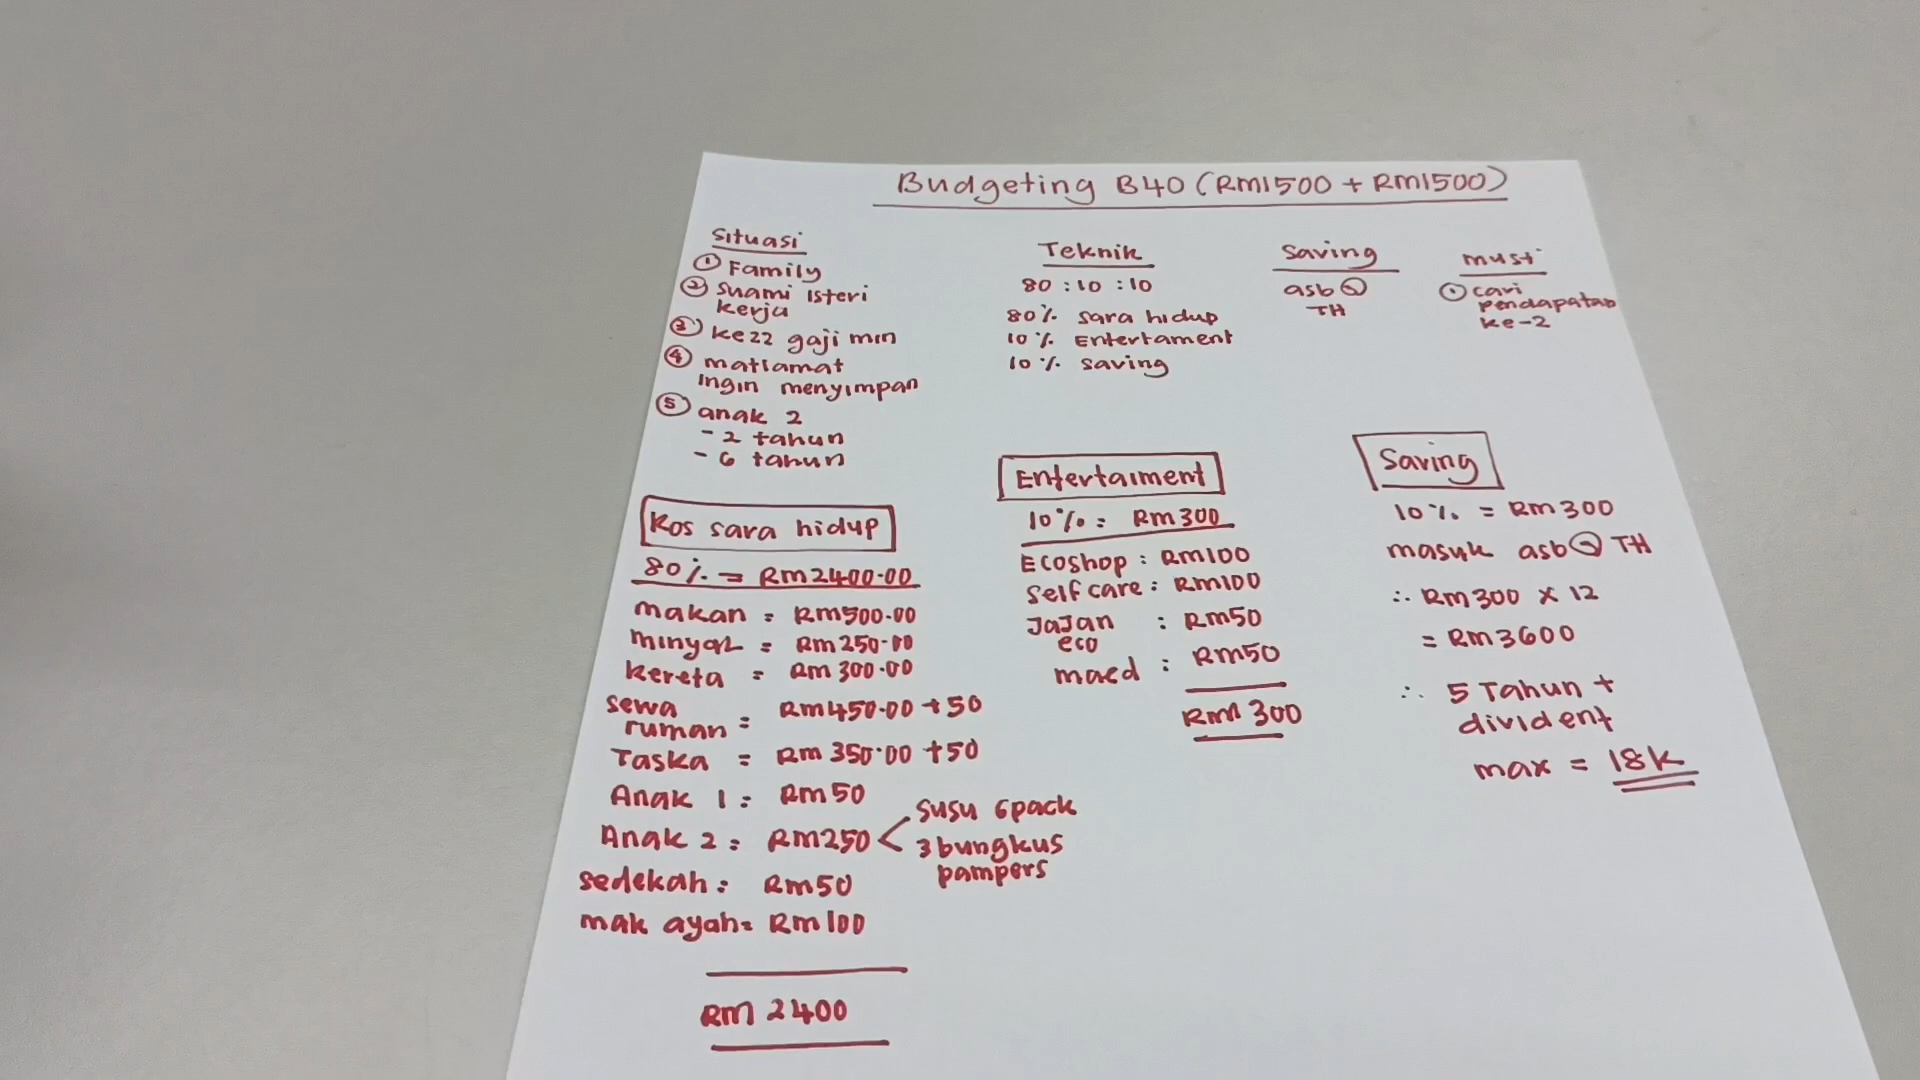 Budgeting B40 (RM1500 + RM1500)
Situasi
① Family
② suami isteri
kerja
③ ke22 gaji min
④ matlamat
ingin menyimpan
⑤ anak 2
- 2 tahun
- 6 tahun
Teknik
80 : 10 : 10
80% sara hidup
10% Entertament
10% saving
Saving
asb
TH
must
① cari
pendapatan
ke-2
Kos sara hidup
80% = RM2400.00
makan = RM500.00
minyak = RM250.00
kereta = RM300.00
sewa
rumah = RM450.00 + 50
Taska = RM350.00 + 50
Anak 1 : RM50
Anak 2 : RM250 < susu 6pack
3 bungkus
pampers
sedekah : RM50
mak ayah = RM100
RM 2400
Entertaiment
10% = RM300
Ecoshop : RM100
selfcare : RM100
Jajan : RM50
eco
macd : RM50
RM 300
Saving
10% = RM300
masuk asb TH
∴ RM300 x 12
= RM3600
∴ 5 Tahun +
divident
max = 18K